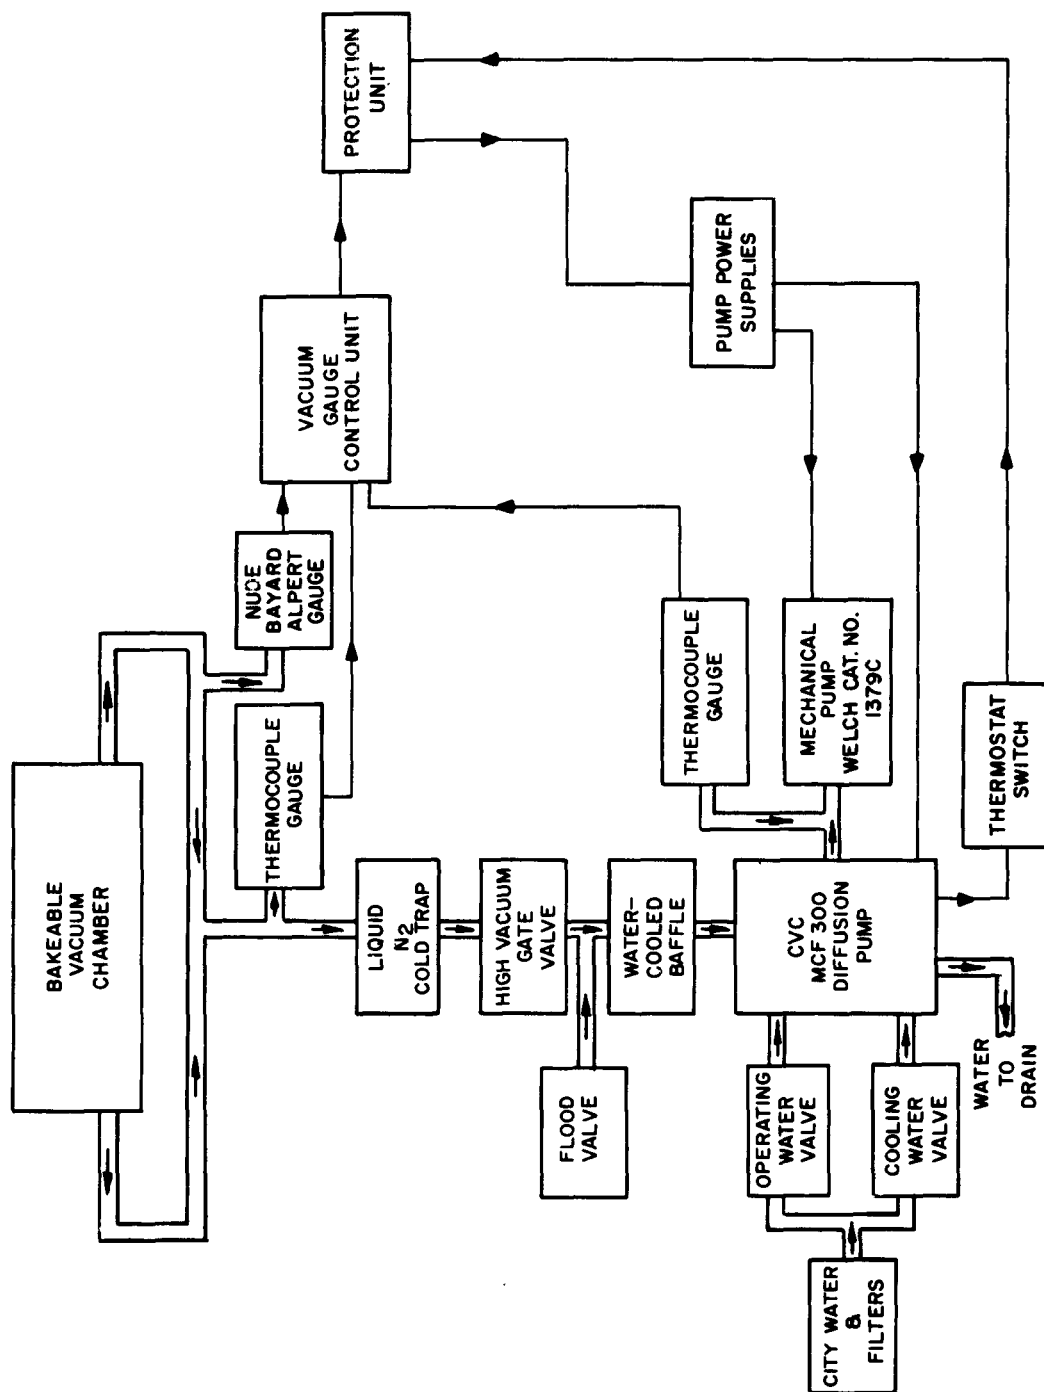 BAKEABLE
VACUUM
CHAMBER
NUDE
BAYARD
ALPERT
GAUGE
THERMOCOUPLE
GAUGE
VACUUM
GAUGE
CONTROL UNIT
PROTECTION
UNIT
LIQUID
N2
COLD TRAP
HIGH VACUUM
GATE
VALVE
FLOOD
VALVE
WATER-
COOLED
BAFFLE
THERMOCOUPLE
GAUGE
PUMP POWER
SUPPLIES
CVC
MCF 300
DIFFUSION
PUMP
MECHANICAL
PUMP
WELCH CAT. NO.
1379C
OPERATING
WATER
VALVE
COOLING
WATER
VALVE
CITY WATER
&
FILTERS
WATER
TO
DRAIN
THERMOSTAT
SWITCH